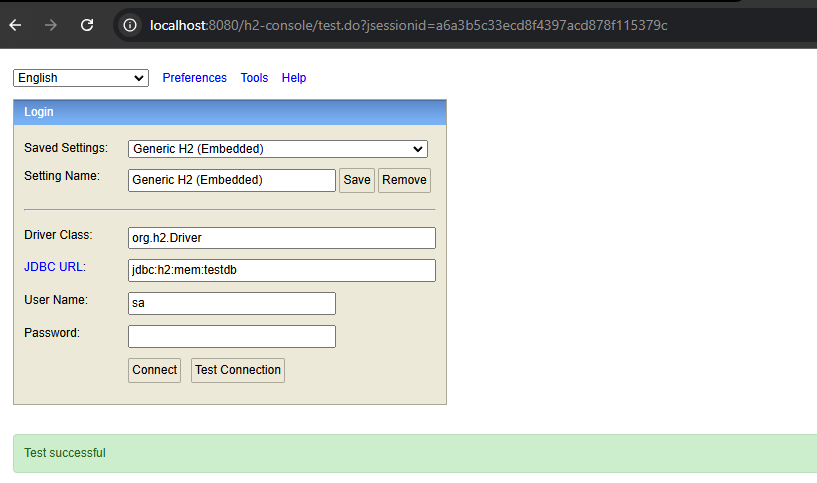 localhost:8080/h2-console/test.do?jsessionid=a6a3b5c33ecd8f4397acd878f115379c
English Preferences Tools Help
Login
Saved Settings: Generic H2 (Embedded)
Setting Name: Generic H2 (Embedded) Save Remove
Driver Class: org.h2.Driver
JDBC URL: jdbc:h2:mem:testdb
User Name: sa
Password:
Connect Test Connection
Test successful